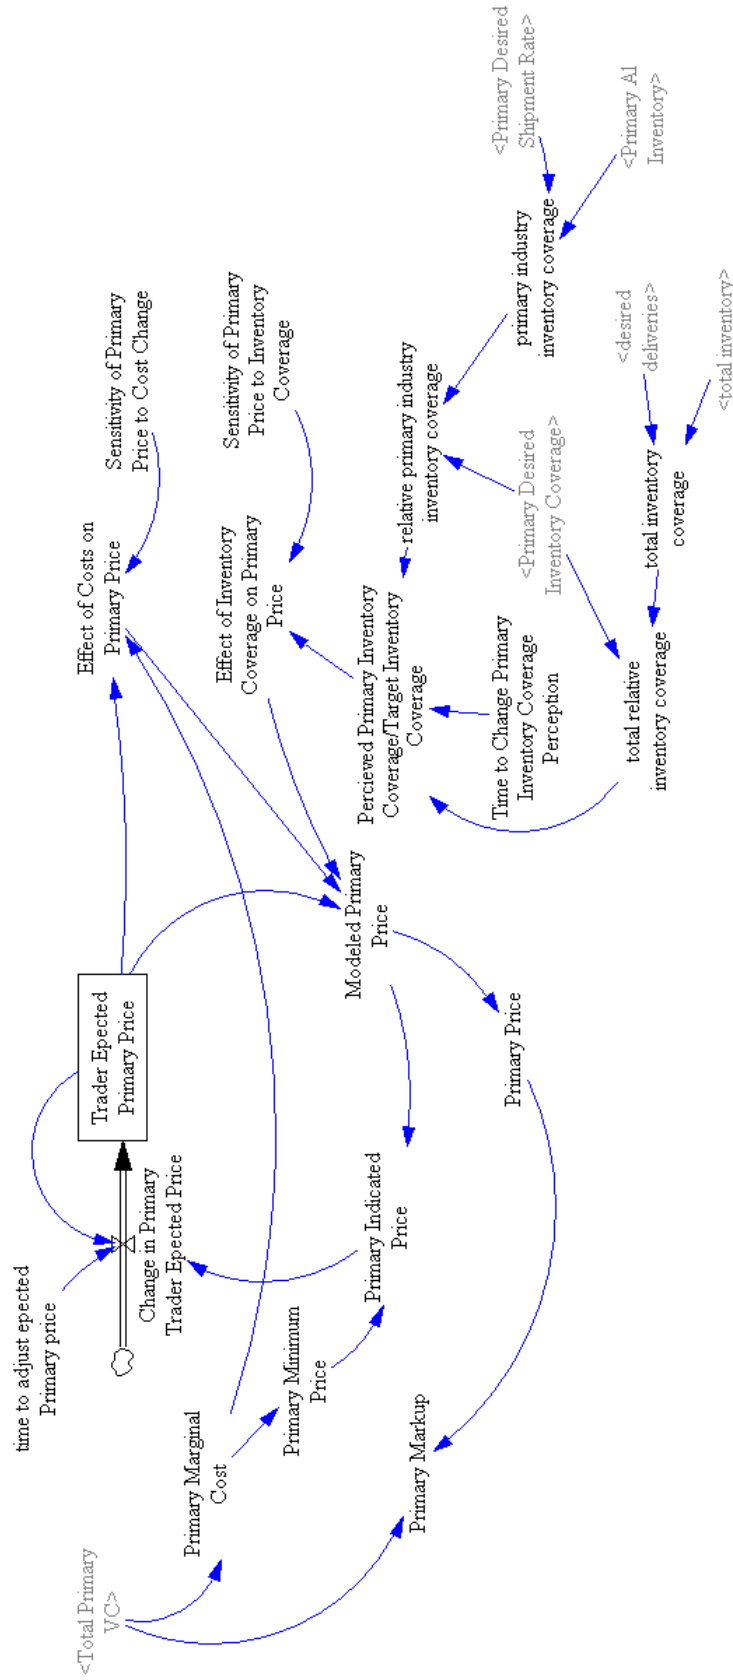 <Total Primary
VC>
time to adjust epected
Primary price
Change in Primary
Trader Epected Price
Trader Epected
Primary Price
Effect of Costs on
Primary Price
Sensitivity of Primary
Price to Cost Change
Primary Marginal
Cost
Primary Minimum
Price
Effect of Inventory
Coverage on Primary
Price
Sensitivity of Primary
Price to Inventory
Coverage
Primary Markup
Primary Indicated
Price
Modeled Primary
Price
Percieved Primary Inventory
Coverage/Target Inventory
Coverage
relative primary industry
inventory coverage
Primary Price
Time to Change Primary
Inventory Coverage
Perception
<Primary Desired
Inventory Coverage>
primary industry
inventory coverage
<Primary Desired
Shipment Rate>
<Primary Al
Inventory>
total relative
inventory coverage
total inventory
coverage
<desired
deliveries>
<total inventory>